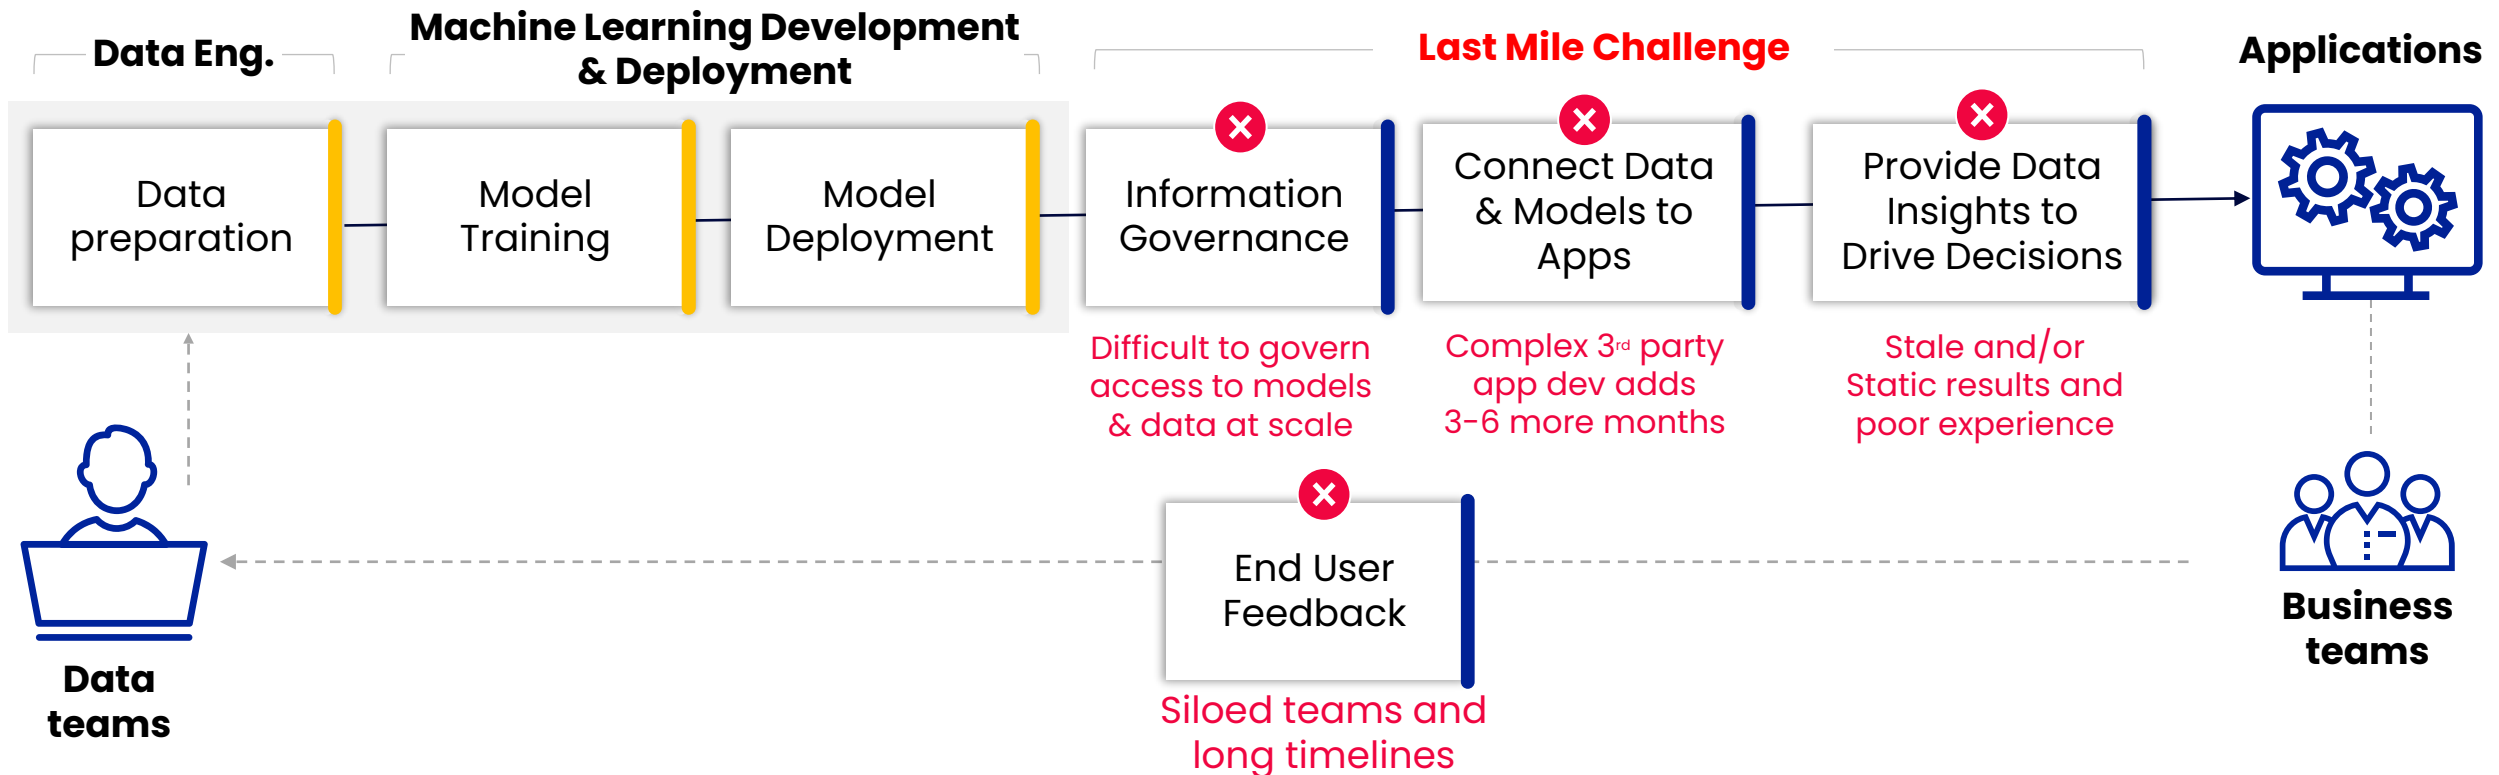 Data Eng.
Machine Learning Development
& Deployment
Last Mile Challenge
Applications
Data
preparation
Model
Training
Model
Deployment
Information
Governance
Connect Data
& Models to
Apps
Provide Data
Insights to
Drive Decisions
Difficult to govern
access to models
& data at scale
Complex 3rd party
app dev adds
3-6 more months
Stale and/or
Static results and
poor experience
End User
Feedback
Siloed teams and
long timelines
Data
teams
Business
teams